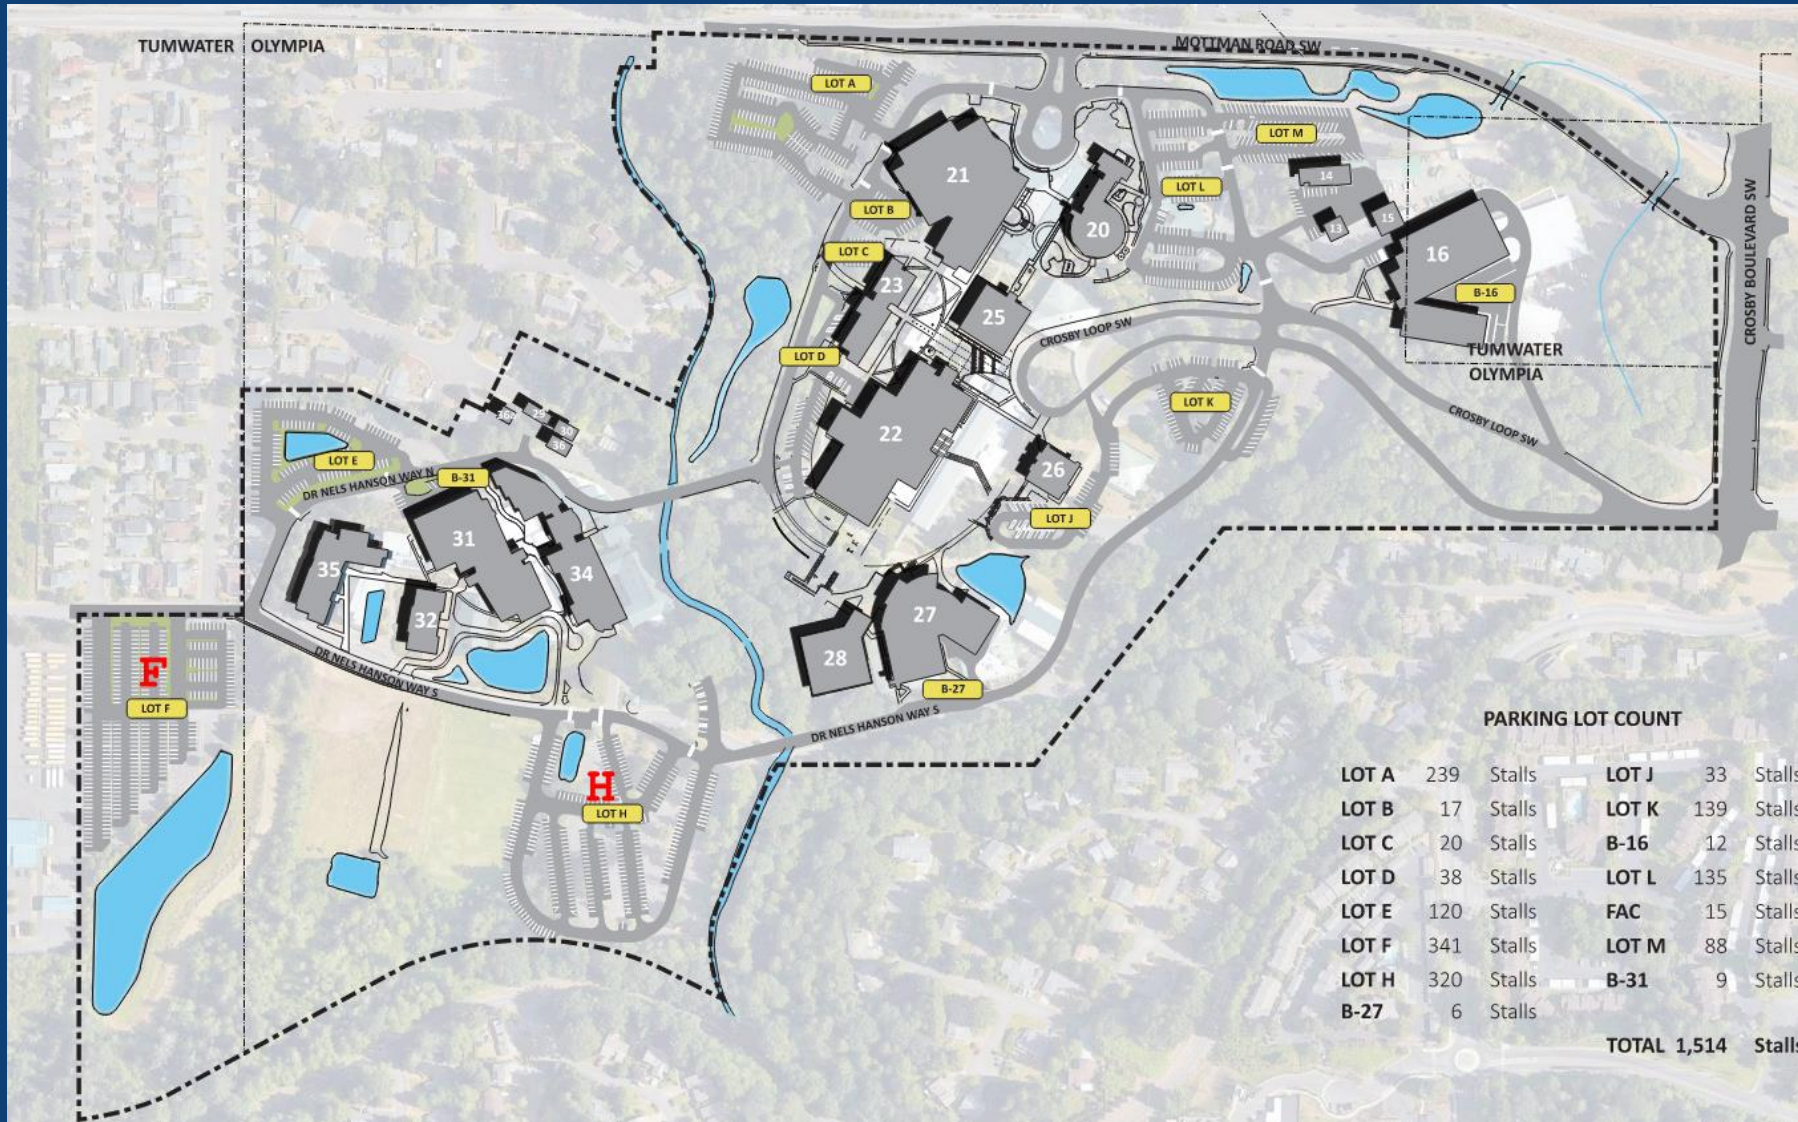 TUMWATER OLYMPIA
MOTTMAN ROAD SW
LOT A
LOT M
21
14
LOT L
LOT B
15
13
20
CROSBY BOULEVARD SW
LOT C
16
23
B-16
25
CROSBY LOOP SW
LOT D
TUMWATER
OLYMPIA
LOT K
36 29
30
CROSBY LOOP SW
22
LOT E
26
B-31
DR NELS HANSON WAY N
LOT J
31
35
34
32
27
28
F
DR NELS HANSON WAY S
B-27
LOT F
DR NELS HANSON WAY S
H
LOT H
PARKING LOT COUNT
LOT A 239 Stalls LOT J 33 Stalls
LOT B 17 Stalls LOT K 139 Stalls
LOT C 20 Stalls B-16 12 Stalls
LOT D 38 Stalls LOT L 135 Stalls
LOT E 120 Stalls FAC 15 Stalls
LOT F 341 Stalls LOT M 88 Stalls
LOT H 320 Stalls B-31 9 Stalls
B-27 6 Stalls
TOTAL 1,514 Stalls